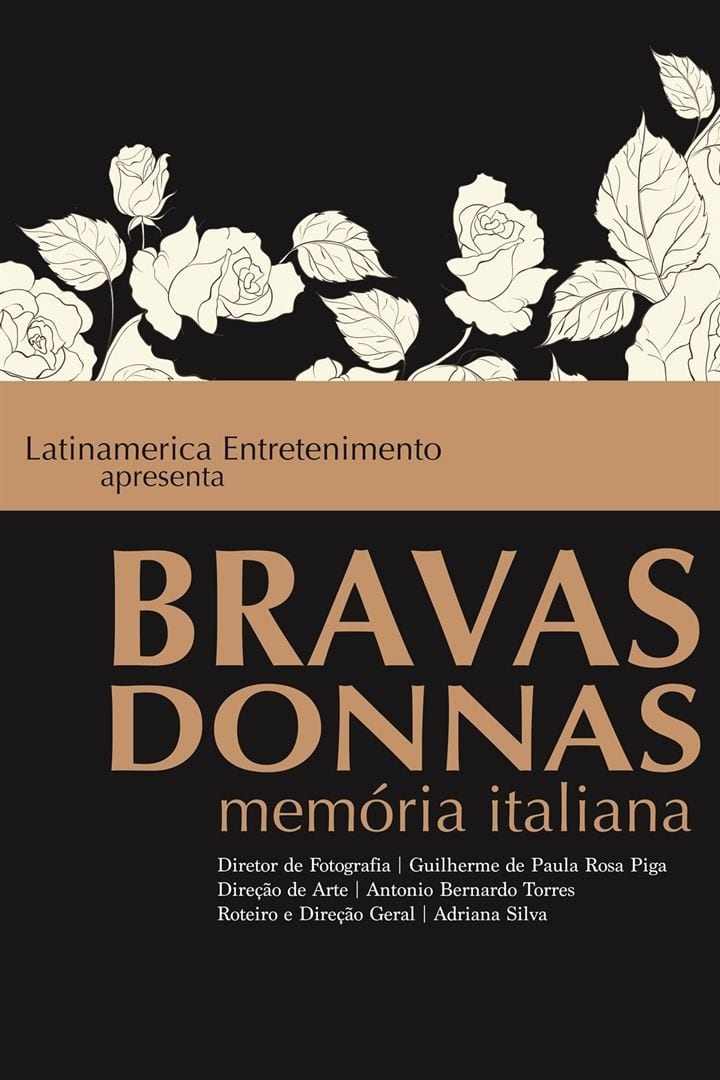 Latinamerica Entretenimento
apresenta
BRAVAS
DONNAS
memória italiana
Diretor de Fotografia | Guilherme de Paula Rosa Piga
Direção de Arte | Antonio Bernardo Torres
Roteiro e Direção Geral | Adriana Silva